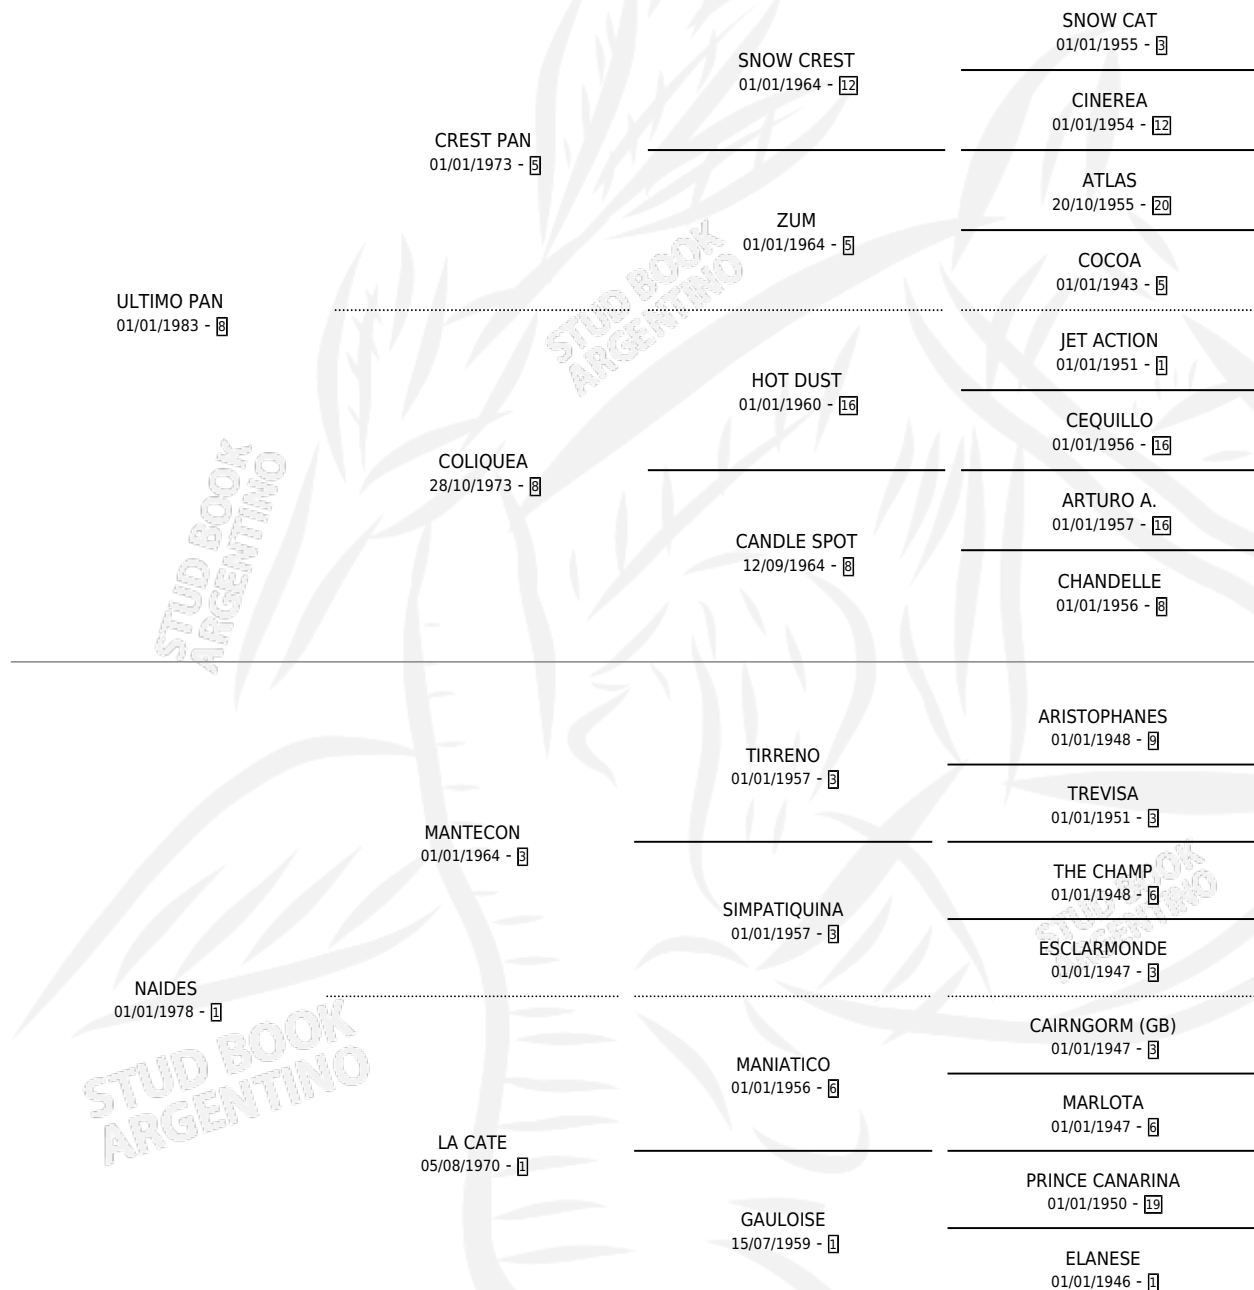 SNOW CAT
01/01/1955 - 3
SNOW CREST
01/01/1964 - 12
CINEREA
01/01/1954 - 12
CREST PAN
01/01/1973 - 5
ATLAS
20/10/1955 - 20
ZUM
01/01/1964 - 5
COCOA
01/01/1943 - 5
ULTIMO PAN
01/01/1983 - 8
JET ACTION
01/01/1951 - 1
HOT DUST
01/01/1960 - 16
CEQUILLO
01/01/1956 - 16
COLIQUEA
28/10/1973 - 8
ARTURO A.
01/01/1957 - 16
CANDLE SPOT
12/09/1964 - 8
CHANDELLE
01/01/1956 - 8
STUD BOOK
ARGENTINO
STUD BOOK
ARGENTINO
ARISTOPHANES
01/01/1948 - 9
TIRRENO
01/01/1957 - 3
TREVISA
01/01/1951 - 3
MANTECON
01/01/1964 - 3
THE CHAMP
01/01/1948 - 6
SIMPATIQUINA
01/01/1957 - 3
ESCLARMONDE
01/01/1947 - 3
NAIDES
01/01/1978 - 1
CAIRNGORM (GB)
01/01/1947 - 3
MANIATICO
01/01/1956 - 6
MARLOTA
01/01/1947 - 6
LA CATE
05/08/1970 - 1
PRINCE CANARINA
01/01/1950 - 19
GAULOISE
15/07/1959 - 1
ELANESE
01/01/1946 - 1
STUD BOOK
ARGENTINO
STUD BOOK
ARGENTINO